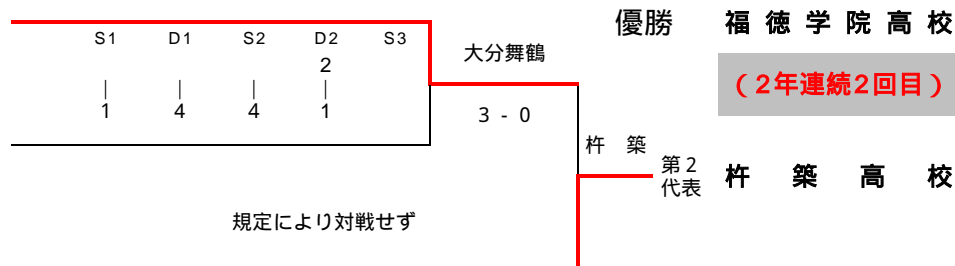 優勝 福徳学院高校
S1 D1 S2 D2 S3
大分舞鶴
2
(2年連続2回目)
| | | |
1 4 4 1
3 - 0
杵 築
第2
代表
杵築高校
規定により対戦せず